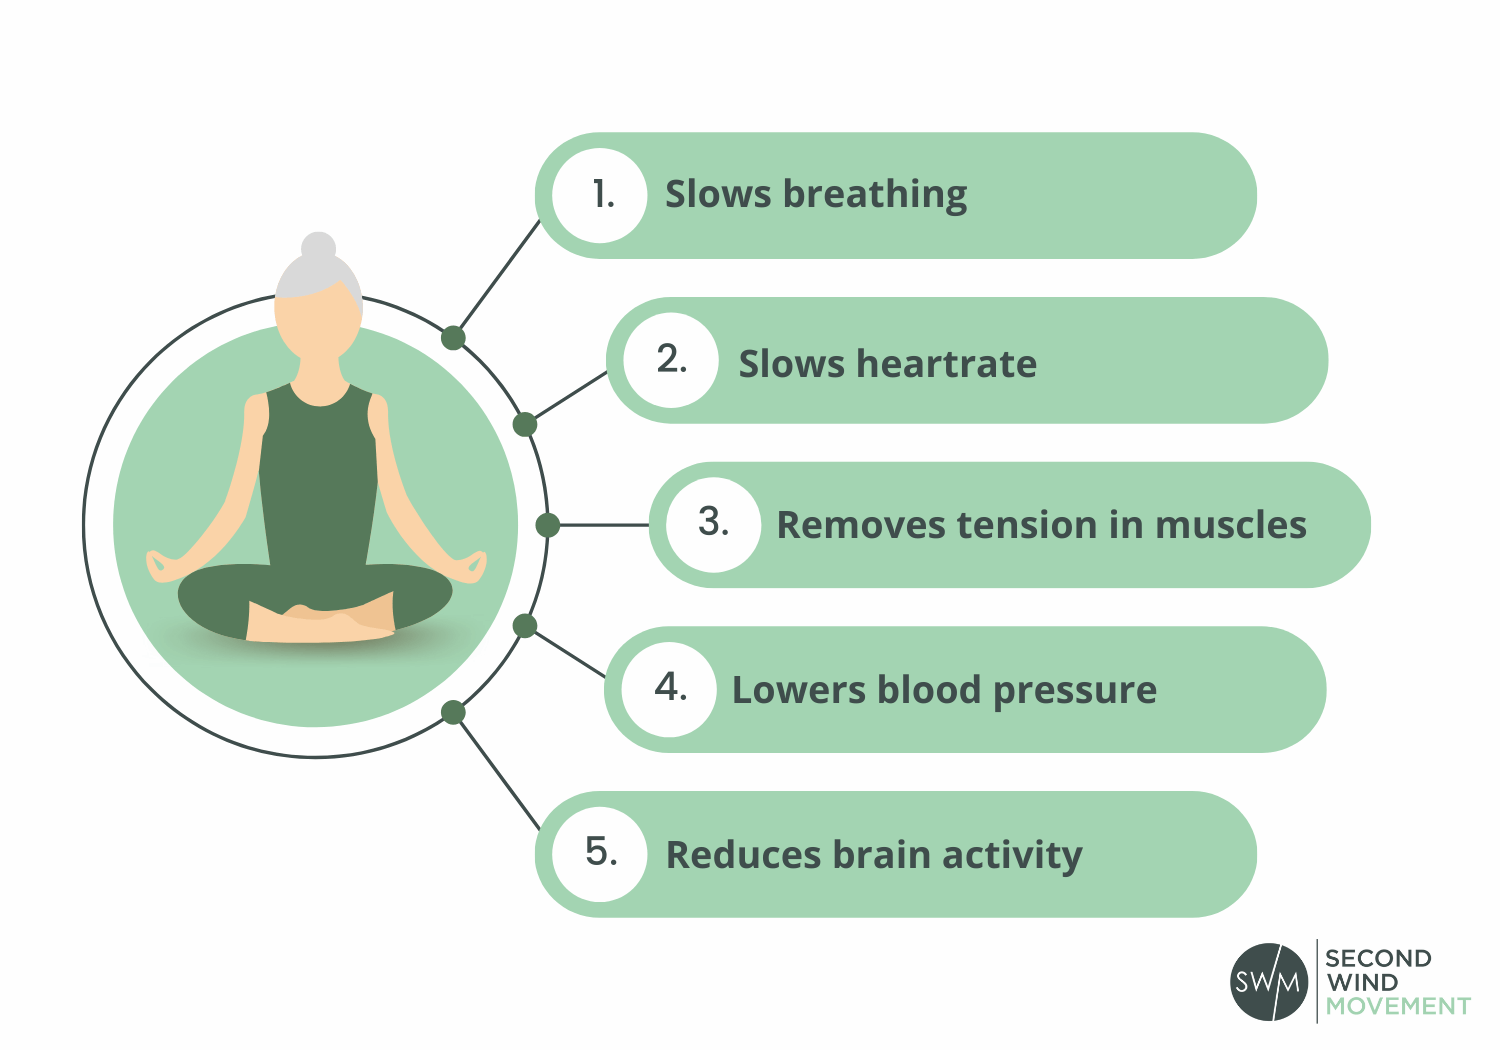 1. Slows breathing
2. Slows heartrate
3. Removes tension in muscles
4. Lowers blood pressure
5. Reduces brain activity
SWM
SECOND
WIND
MOVEMENT